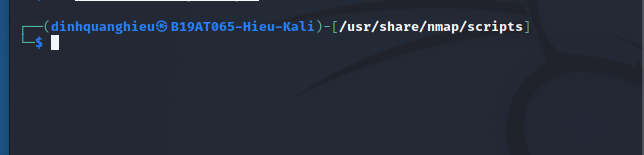 ┌──(dinhquanghieu㉿B19AT065-Hieu-Kali)-[/usr/share/nmap/scripts]
└─$